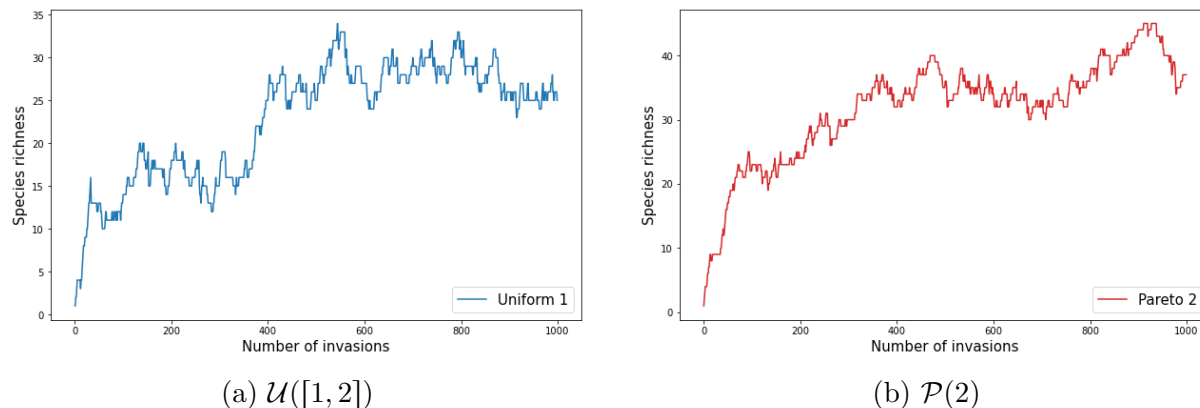 35
30
25
20
15
10
5
0
Species richness
0 200 400 600 800 1000
Number of invasions
Uniform 1
(a) 𝒰([1, 2])
40
30
20
10
0
Species richness
0 200 400 600 800 1000
Number of invasions
Pareto 2
(b) 𝒫(2)